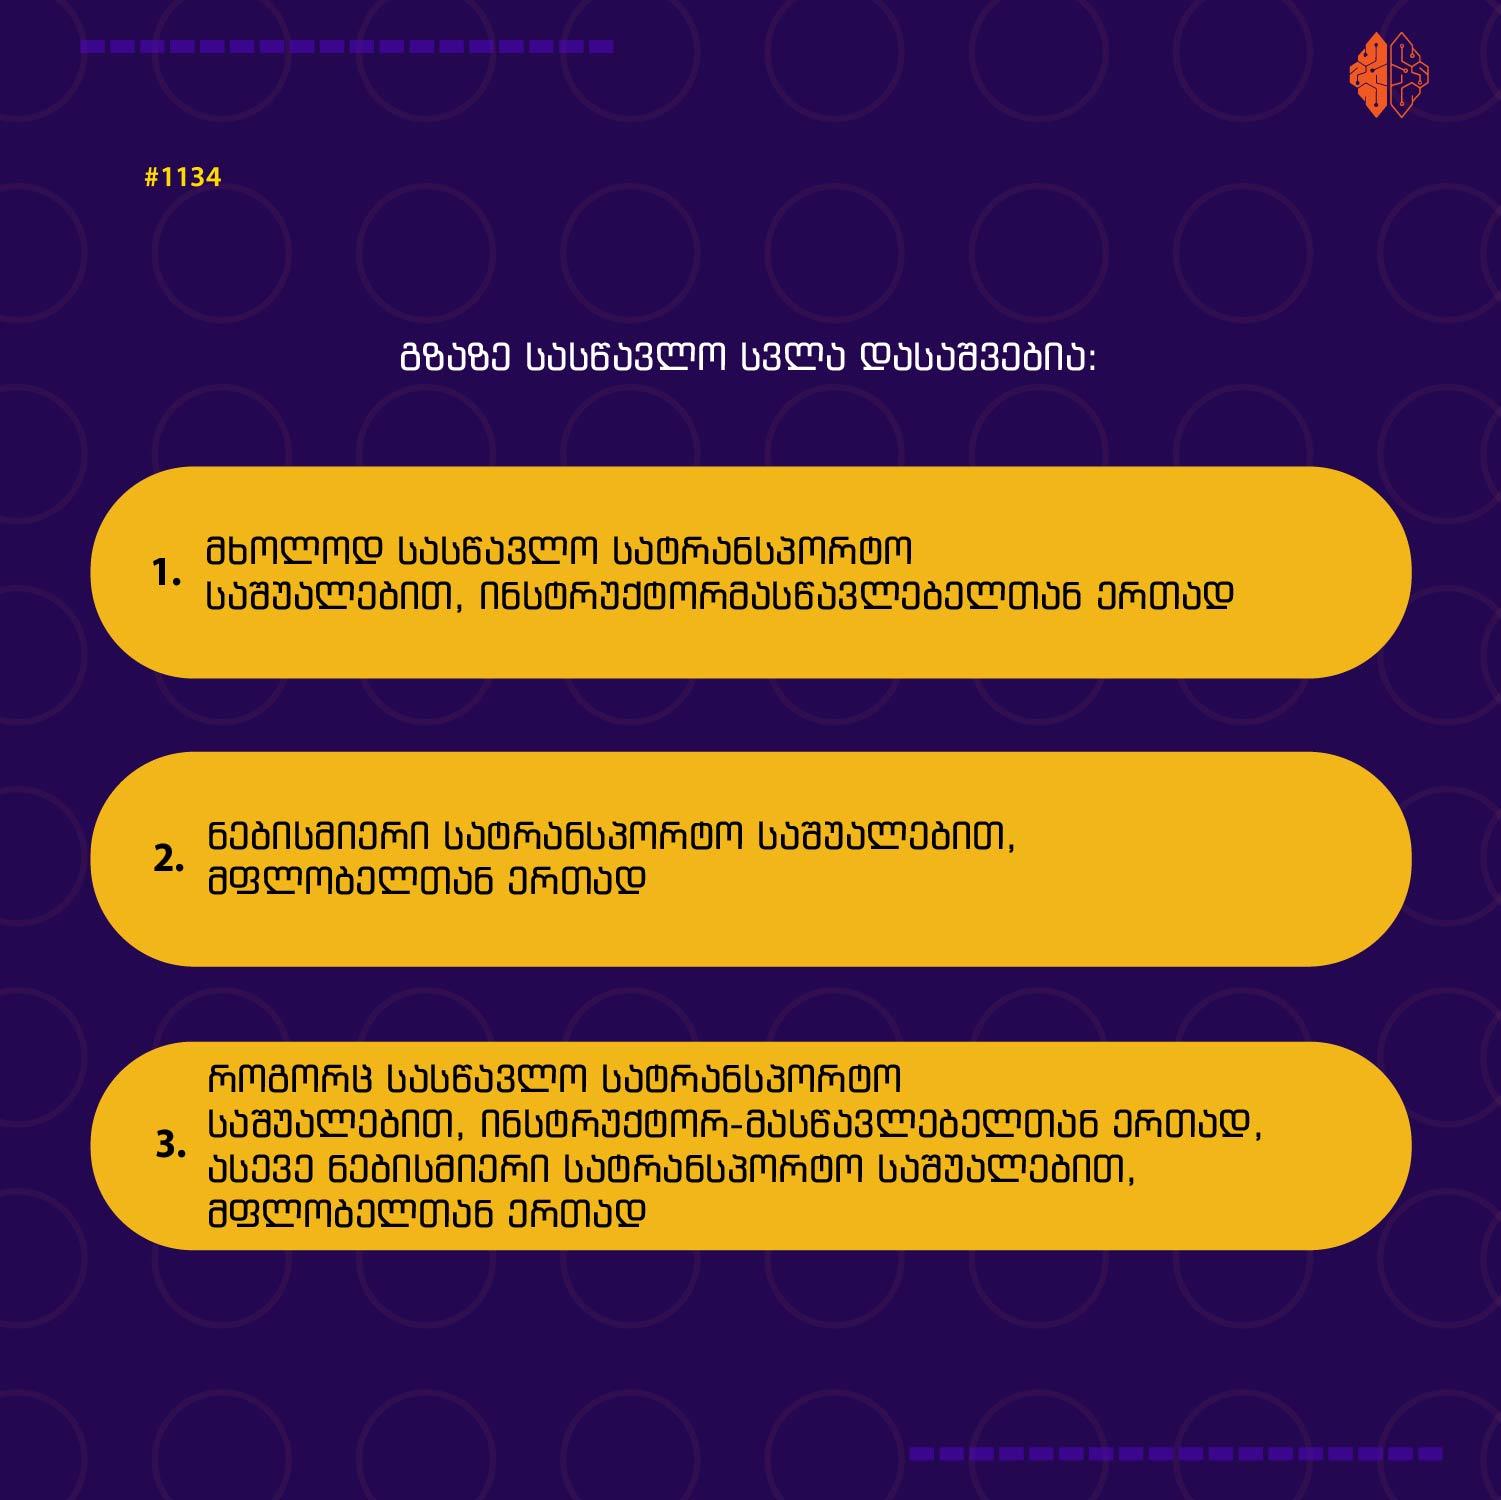 #1134
გზაზე სასწავლო სვლა დასაშვებია:
1. მხოლოდ სასწავლო სატრანსპორტო
საშუალებით, ინსტრუქტორმასწავლებელთან ერთად
2. ნებისმიერი სატრანსპორტო საშუალებით,
მფლობელთან ერთად
3. როგორც სასწავლო სატრანსპორტო
საშუალებით, ინსტრუქტორ-მასწავლებელთან ერთად,
ასევე ნებისმიერი სატრანსპორტო საშუალებით,
მფლობელთან ერთად